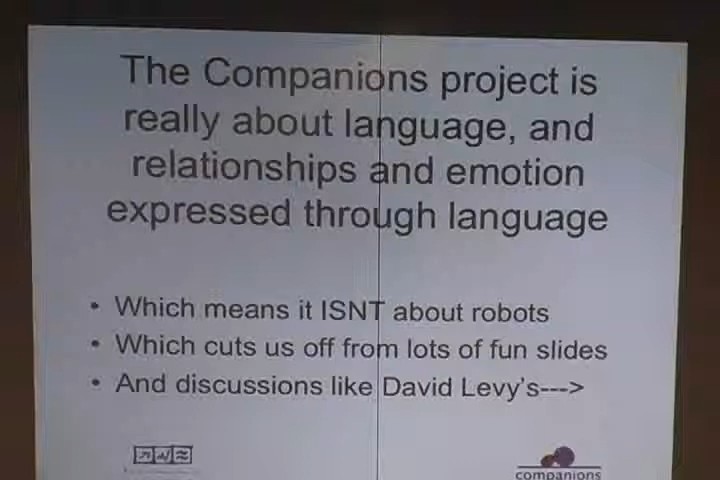 The Companions project is
really about language, and
relationships and emotion
expressed through language
• Which means it ISNT about robots
• Which cuts us off from lots of fun slides
• And discussions like David Levy's--->
companions